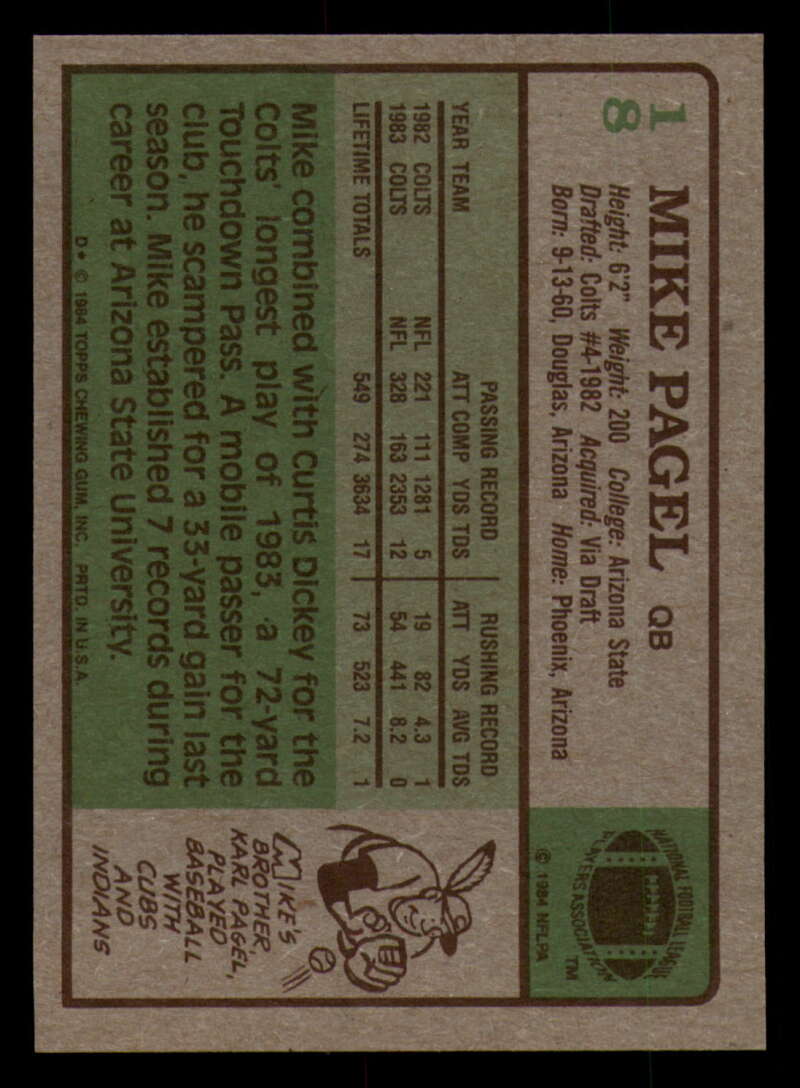 18
MIKE PAGEL QB
Height: 6'2" Weight: 200 College: Arizona State
Drafted: Colts #4-1982 Acquired: Via Draft
Born: 9-13-60, Douglas, Arizona Home: Phoenix, Arizona
NATIONAL FOOTBALL LEAGUE
PLAYERS ASSOCIATION
TM
© 1984 NFLPA
PASSING RECORD RUSHING RECORD
YEAR TEAM ATT COMP YDS TDS ATT YDS AVG TDS
1982 COLTS NFL 221 111 1281 5 19 82 4.3 1
1983 COLTS NFL 328 163 2353 12 54 441 8.2 0
LIFETIME TOTALS 549 274 3634 17 73 523 7.2 1
Mike combined with Curtis Dickey for the
Colts' longest play of 1983, a 72-yard
Touchdown Pass. A mobile passer for the
club, he scampered for a 33-yard gain last
season. Mike established 7 records during
career at Arizona State University.
D* © 1984 TOPPS CHEWING GUM, INC. PRTD. IN U.S.A.
MIKE'S
BROTHER,
KARL PAGEL,
PLAYED
BASEBALL
WITH
CUBS
AND
INDIANS